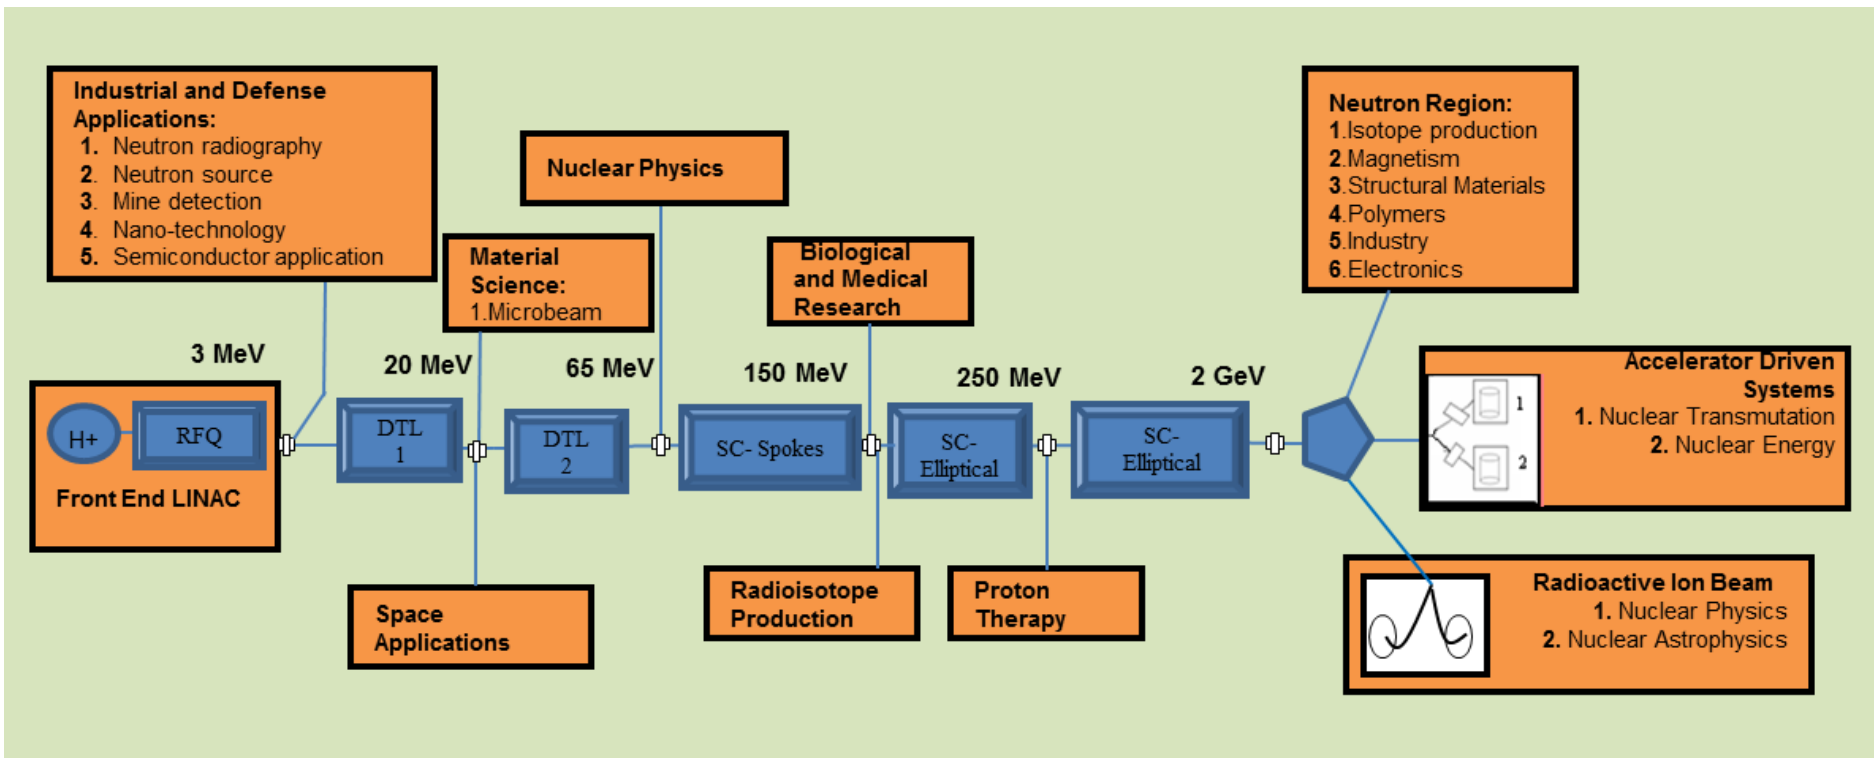 Industrial and Defense
Applications:
1. Neutron radiography
2. Neutron source
3. Mine detection
4. Nano-technology
5. Semiconductor application
Nuclear Physics
Material
Science:
1.Microbeam
Biological
and Medical
Research
Neutron Region:
1.Isotope production
2.Magnetism
3.Structural Materials
4.Polymers
5.Industry
6.Electronics
3 MeV
20 MeV
65 MeV
150 MeV
250 MeV
2 GeV
H+
RFQ
Front End LINAC
DTL
1
DTL
2
SC- Spokes
SC-
Elliptical
SC-
Elliptical
Accelerator Driven
Systems
1. Nuclear Transmutation
2. Nuclear Energy
1
2
Space
Applications
Radioisotope
Production
Proton
Therapy
Radioactive Ion Beam
1. Nuclear Physics
2. Nuclear Astrophysics